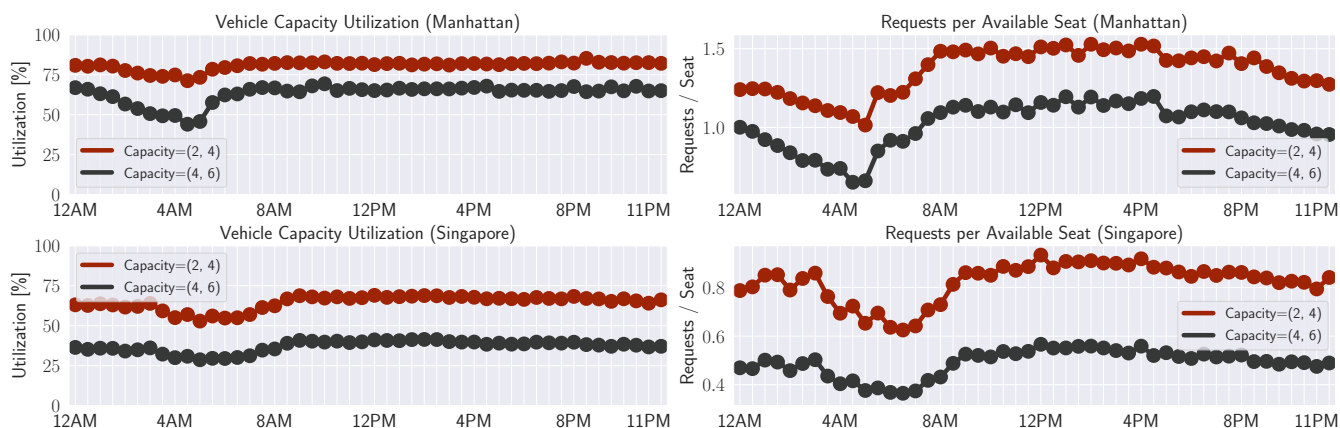 Vehicle Capacity Utilization (Manhattan)
Utilization [%]
100
75
50
25
0
Capacity=(2, 4)
Capacity=(4, 6)
12AM 4AM 8AM 12PM 4PM 8PM 11PM
Requests per Available Seat (Manhattan)
Requests / Seat
1.5
1.0
Capacity=(2, 4)
Capacity=(4, 6)
12AM 4AM 8AM 12PM 4PM 8PM 11PM
Vehicle Capacity Utilization (Singapore)
Utilization [%]
100
75
50
25
0
Capacity=(2, 4)
Capacity=(4, 6)
12AM 4AM 8AM 12PM 4PM 8PM 11PM
Requests per Available Seat (Singapore)
Requests / Seat
0.8
0.6
0.4
Capacity=(2, 4)
Capacity=(4, 6)
12AM 4AM 8AM 12PM 4PM 8PM 11PM